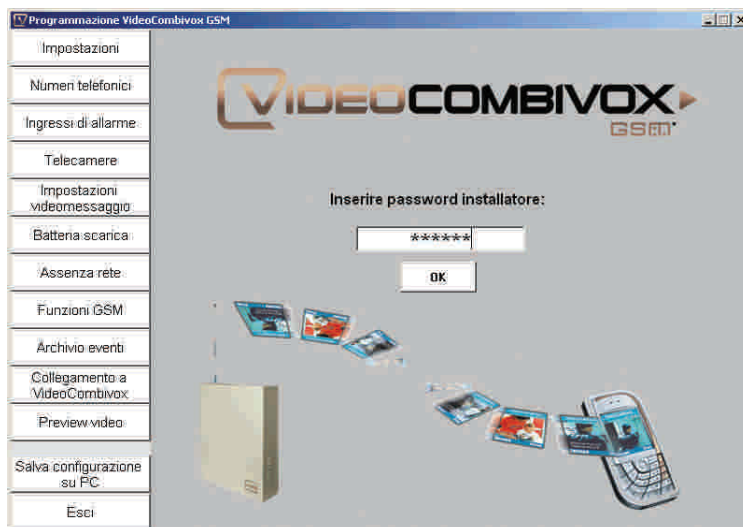 Programmazione VideoCombivox GSM
Impostazioni
Numeri telefonici
Ingressi di allarme
Telecamere
Impostazioni
videomessaggio
Batteria scarica
Assenza rete
Funzioni GSM
Archivio eventi
Collegamento a
VideoCombivox
Preview video
Salva configurazione
su PC
Esci
VIDEOCOMBIVOX
GSM
Inserire password installatore:
******
OK